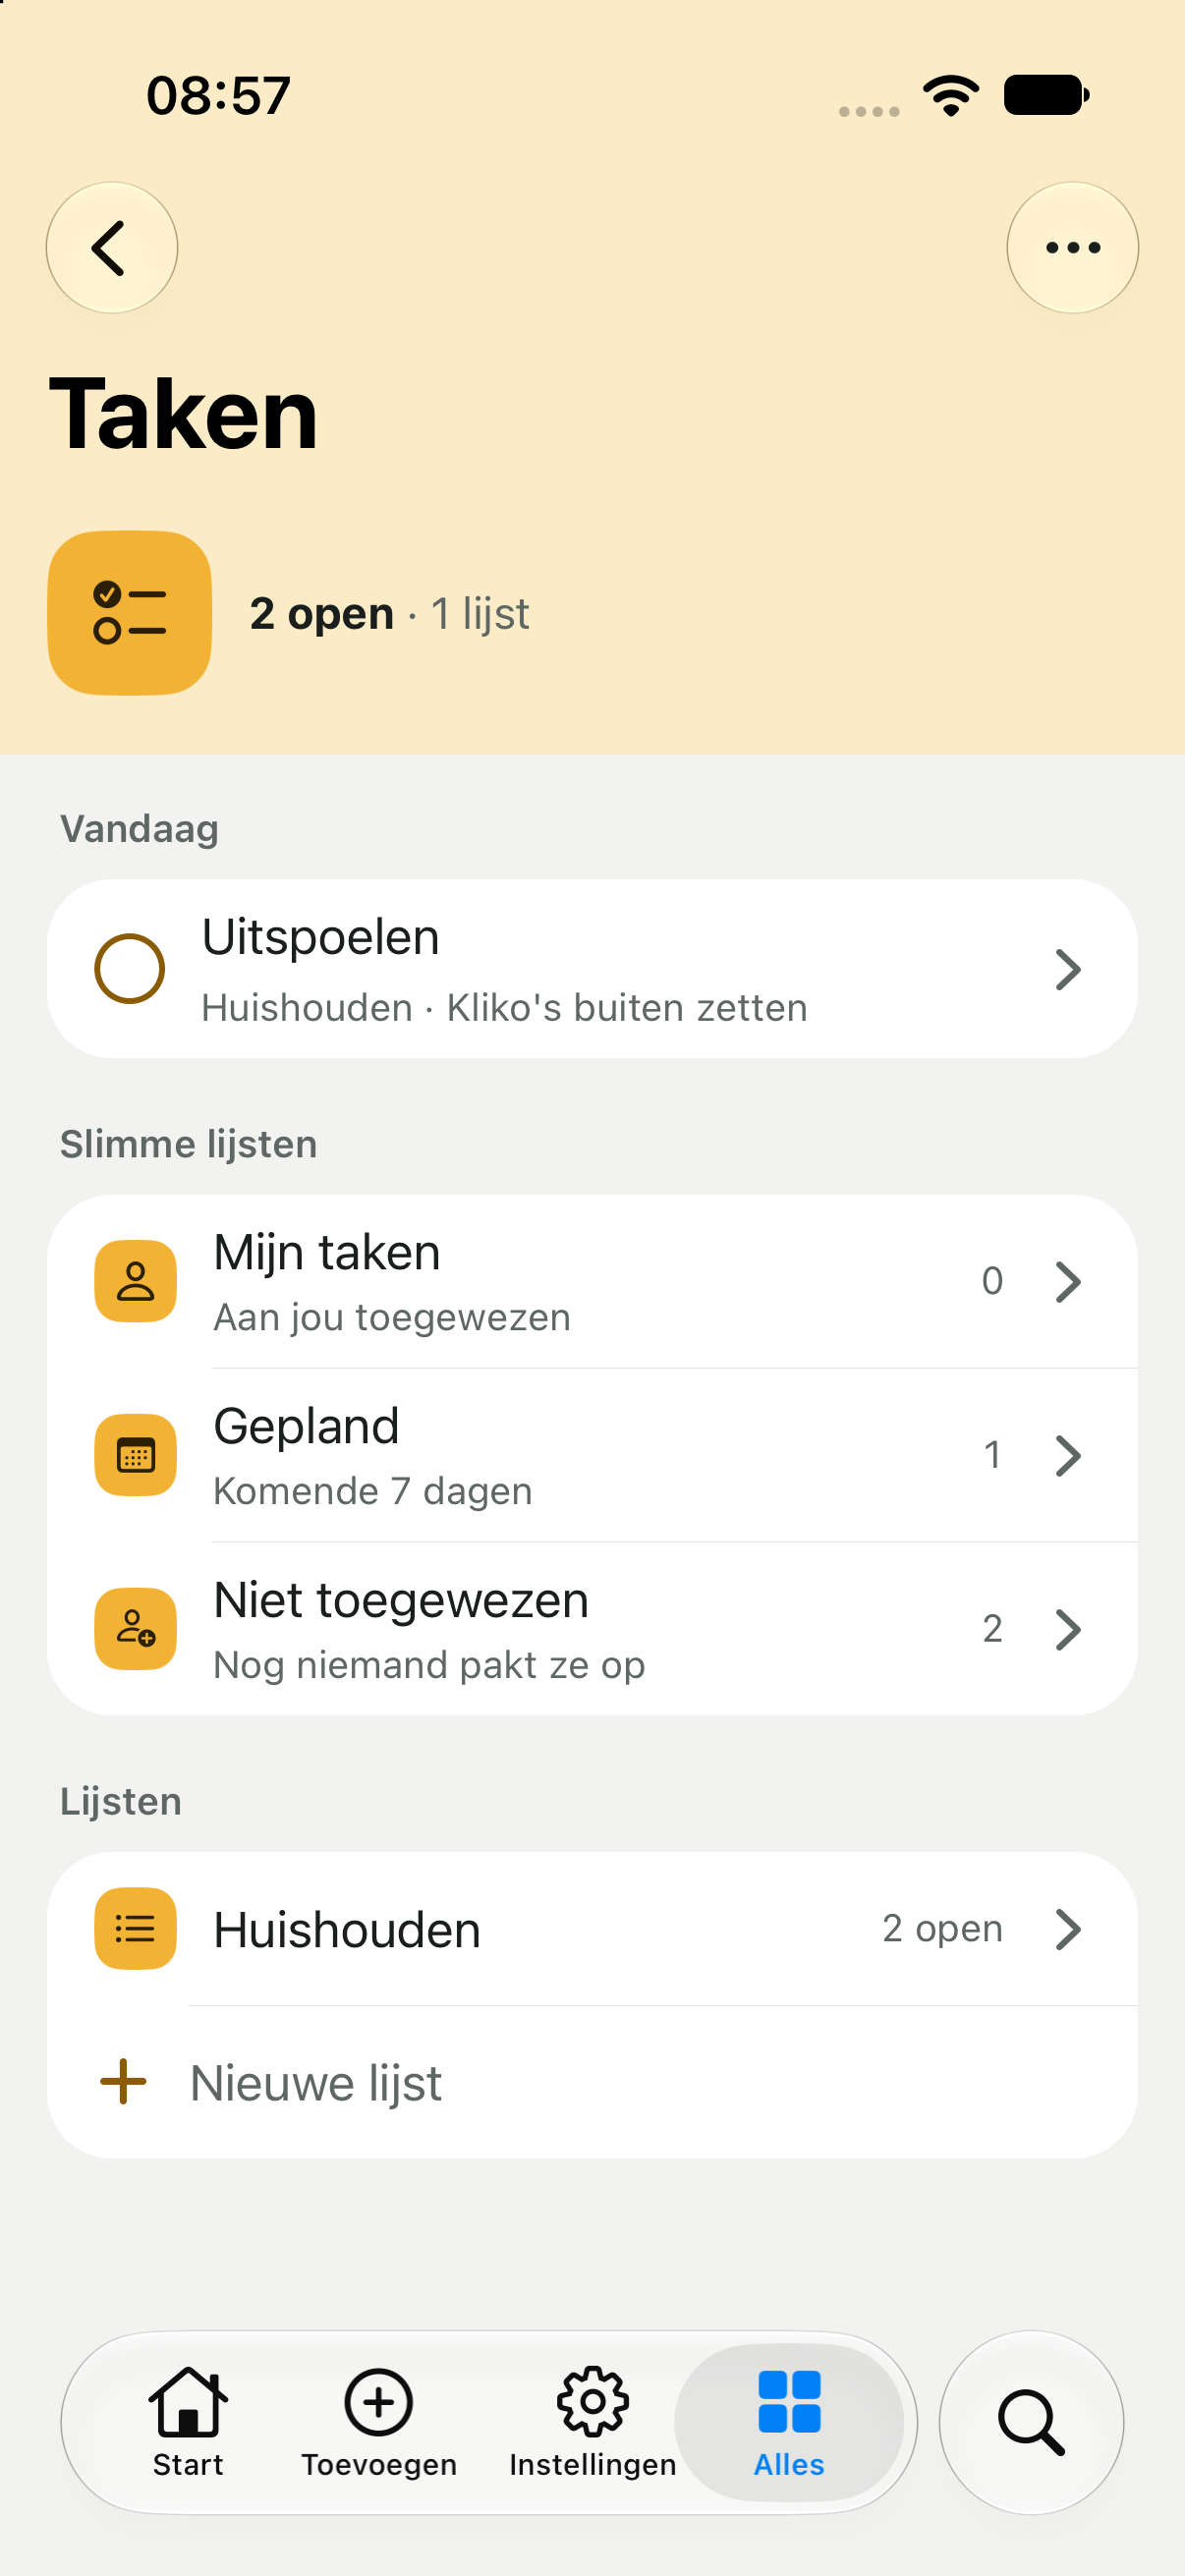 08:57
Taken
2 open · 1 lijst
Vandaag
Uitspoelen
Huishouden · Kliko's buiten zetten
Slimme lijsten
Mijn taken
0
Aan jou toegewezen
Gepland
1
Komende 7 dagen
Niet toegewezen
2
Nog niemand pakt ze op
Lijsten
Huishouden
2 open
Nieuwe lijst
Start
Toevoegen
Instellingen
Alles